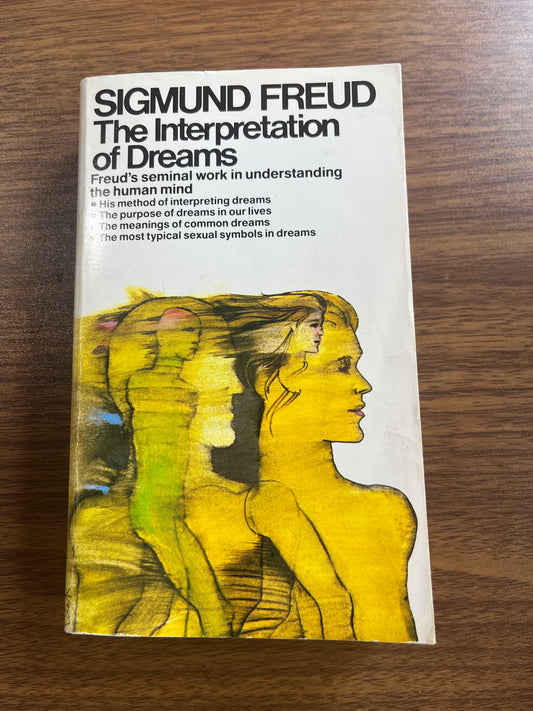 SIGMUND FREUD
The Interpretation
of Dreams
Freud's seminal work in understanding
the human mind
• His method of interpreting dreams
• The purpose of dreams in our lives
• The meanings of common dreams
• The most typical sexual symbols in dreams